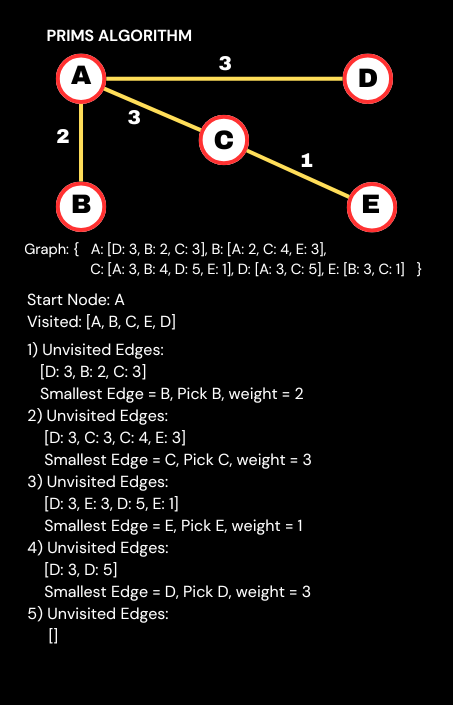 PRIMS ALGORITHM
A
3
D
2
3
C
1
B
E
Graph: { A: [D: 3, B: 2, C: 3], B: [A: 2, C: 4, E: 3],
C: [A: 3, B: 4, D: 5, E: 1], D: [A: 3, C: 5], E: [B: 3, C: 1] }
Start Node: A
Visited: [A, B, C, E, D]
1) Unvisited Edges:
[D: 3, B: 2, C: 3]
Smallest Edge = B, Pick B, weight = 2
2) Unvisited Edges:
[D: 3, C: 3, C: 4, E: 3]
Smallest Edge = C, Pick C, weight = 3
3) Unvisited Edges:
[D: 3, E: 3, D: 5, E: 1]
Smallest Edge = E, Pick E, weight = 1
4) Unvisited Edges:
[D: 3, D: 5]
Smallest Edge = D, Pick D, weight = 3
5) Unvisited Edges:
[]